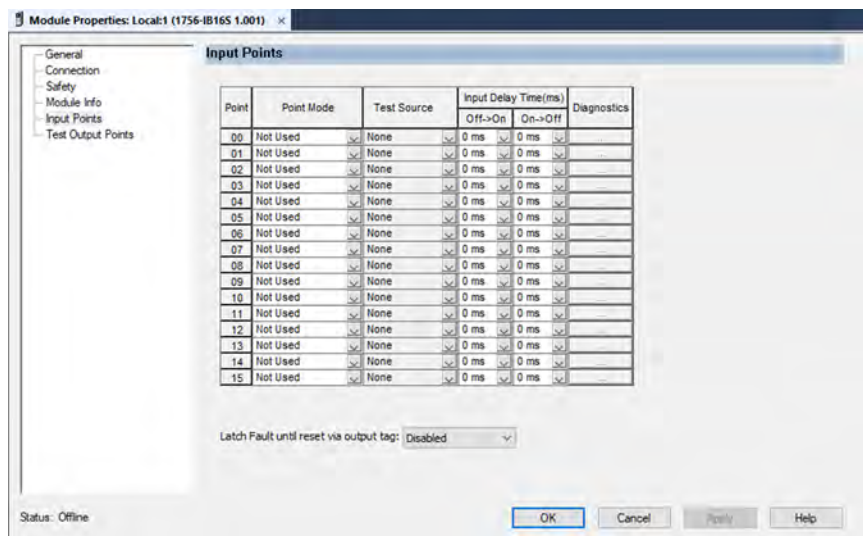 Module Properties: Local:1 (1756-IB16S 1.001) ×
General
Connection
Safety
Module Info
Input Points
Test Output Points
Input Points
Point Point Mode Test Source Input Delay Time(ms) Diagnostics
Off->On On->Off
00 Not Used None 0 ms 0 ms ...
01 Not Used None 0 ms 0 ms ...
02 Not Used None 0 ms 0 ms ...
03 Not Used None 0 ms 0 ms ...
04 Not Used None 0 ms 0 ms ...
05 Not Used None 0 ms 0 ms ...
06 Not Used None 0 ms 0 ms ...
07 Not Used None 0 ms 0 ms ...
08 Not Used None 0 ms 0 ms ...
09 Not Used None 0 ms 0 ms ...
10 Not Used None 0 ms 0 ms ...
11 Not Used None 0 ms 0 ms ...
12 Not Used None 0 ms 0 ms ...
13 Not Used None 0 ms 0 ms ...
14 Not Used None 0 ms 0 ms ...
15 Not Used None 0 ms 0 ms ...
Latch Fault until reset via output tag: Disabled
Status: Offline
OK Cancel Apply Help